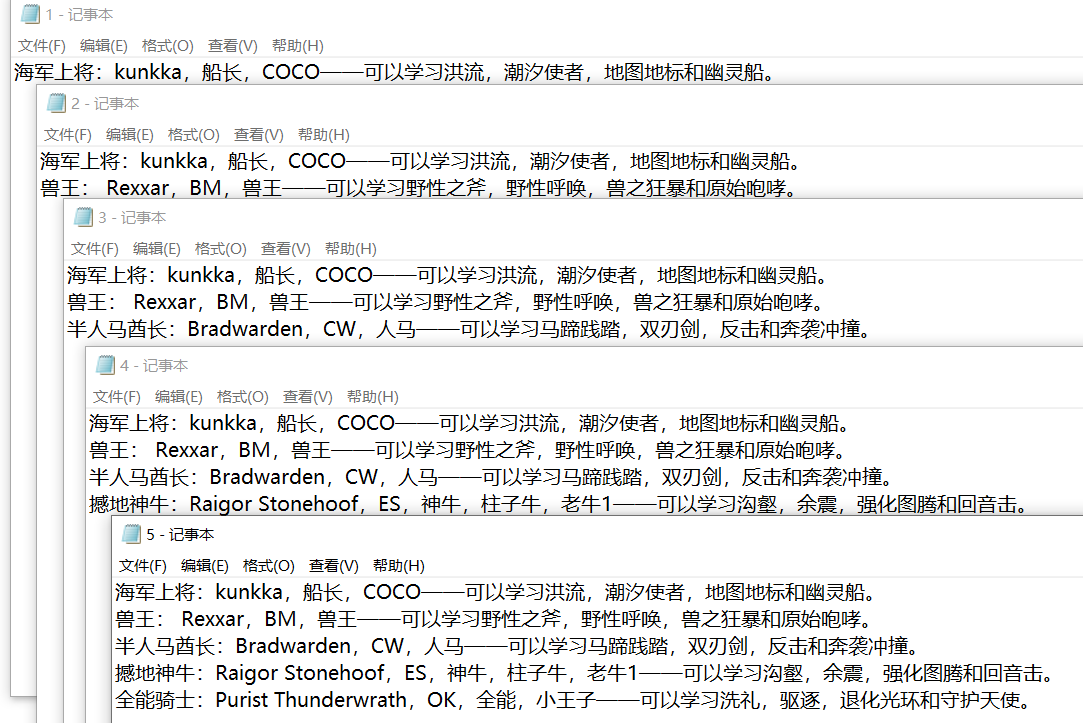 1 - 记事本
文件(F) 编辑(E) 格式(O) 查看(V) 帮助(H)
海军上将：kunkka，船长，COCO——可以学习洪流，潮汐使者，地图地标和幽灵船。
2 - 记事本
文件(F) 编辑(E) 格式(O) 查看(V) 帮助(H)
海军上将：kunkka，船长，COCO——可以学习洪流，潮汐使者，地图地标和幽灵船。
兽王： Rexxar，BM，兽王——可以学习野性之斧，野性呼唤，兽之狂暴和原始咆哮。
3 - 记事本
文件(F) 编辑(E) 格式(O) 查看(V) 帮助(H)
海军上将：kunkka，船长，COCO——可以学习洪流，潮汐使者，地图地标和幽灵船。
兽王： Rexxar，BM，兽王——可以学习野性之斧，野性呼唤，兽之狂暴和原始咆哮。
半人马酋长：Bradwarden，CW，人马——可以学习马蹄践踏，双刃剑，反击和奔袭冲撞。
4 - 记事本
文件(F) 编辑(E) 格式(O) 查看(V) 帮助(H)
海军上将：kunkka，船长，COCO——可以学习洪流，潮汐使者，地图地标和幽灵船。
兽王： Rexxar，BM，兽王——可以学习野性之斧，野性呼唤，兽之狂暴和原始咆哮。
半人马酋长：Bradwarden，CW，人马——可以学习马蹄践踏，双刃剑，反击和奔袭冲撞。
撼地神牛：Raigor Stonehoof，ES，神牛，柱子牛，老牛1——可以学习沟壑，余震，强化图腾和回音击。
5 - 记事本
文件(F) 编辑(E) 格式(O) 查看(V) 帮助(H)
海军上将：kunkka，船长，COCO——可以学习洪流，潮汐使者，地图地标和幽灵船。
兽王： Rexxar，BM，兽王——可以学习野性之斧，野性呼唤，兽之狂暴和原始咆哮。
半人马酋长：Bradwarden，CW，人马——可以学习马蹄践踏，双刃剑，反击和奔袭冲撞。
撼地神牛：Raigor Stonehoof，ES，神牛，柱子牛，老牛1——可以学习沟壑，余震，强化图腾和回音击。
全能骑士：Purist Thunderwrath，OK，全能，小王子——可以学习洗礼，驱逐，退化光环和守护天使。